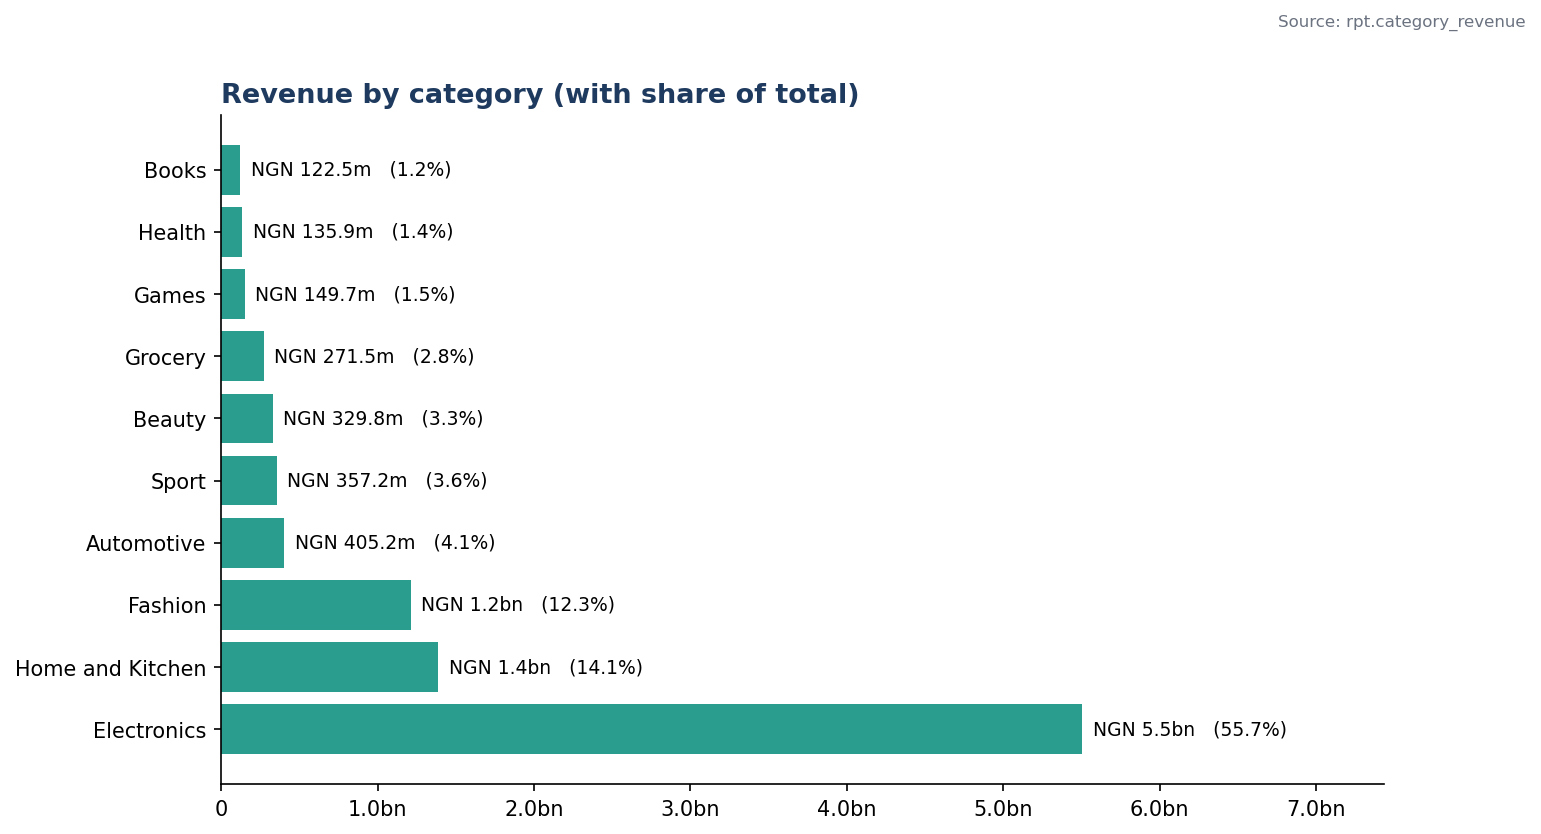 Source: rpt.category_revenue
Revenue by category (with share of total)
Books NGN 122.5m (1.2%)
Health NGN 135.9m (1.4%)
Games NGN 149.7m (1.5%)
Grocery NGN 271.5m (2.8%)
Beauty NGN 329.8m (3.3%)
Sport NGN 357.2m (3.6%)
Automotive NGN 405.2m (4.1%)
Fashion NGN 1.2bn (12.3%)
Home and Kitchen NGN 1.4bn (14.1%)
Electronics NGN 5.5bn (55.7%)
0 1.0bn 2.0bn 3.0bn 4.0bn 5.0bn 6.0bn 7.0bn